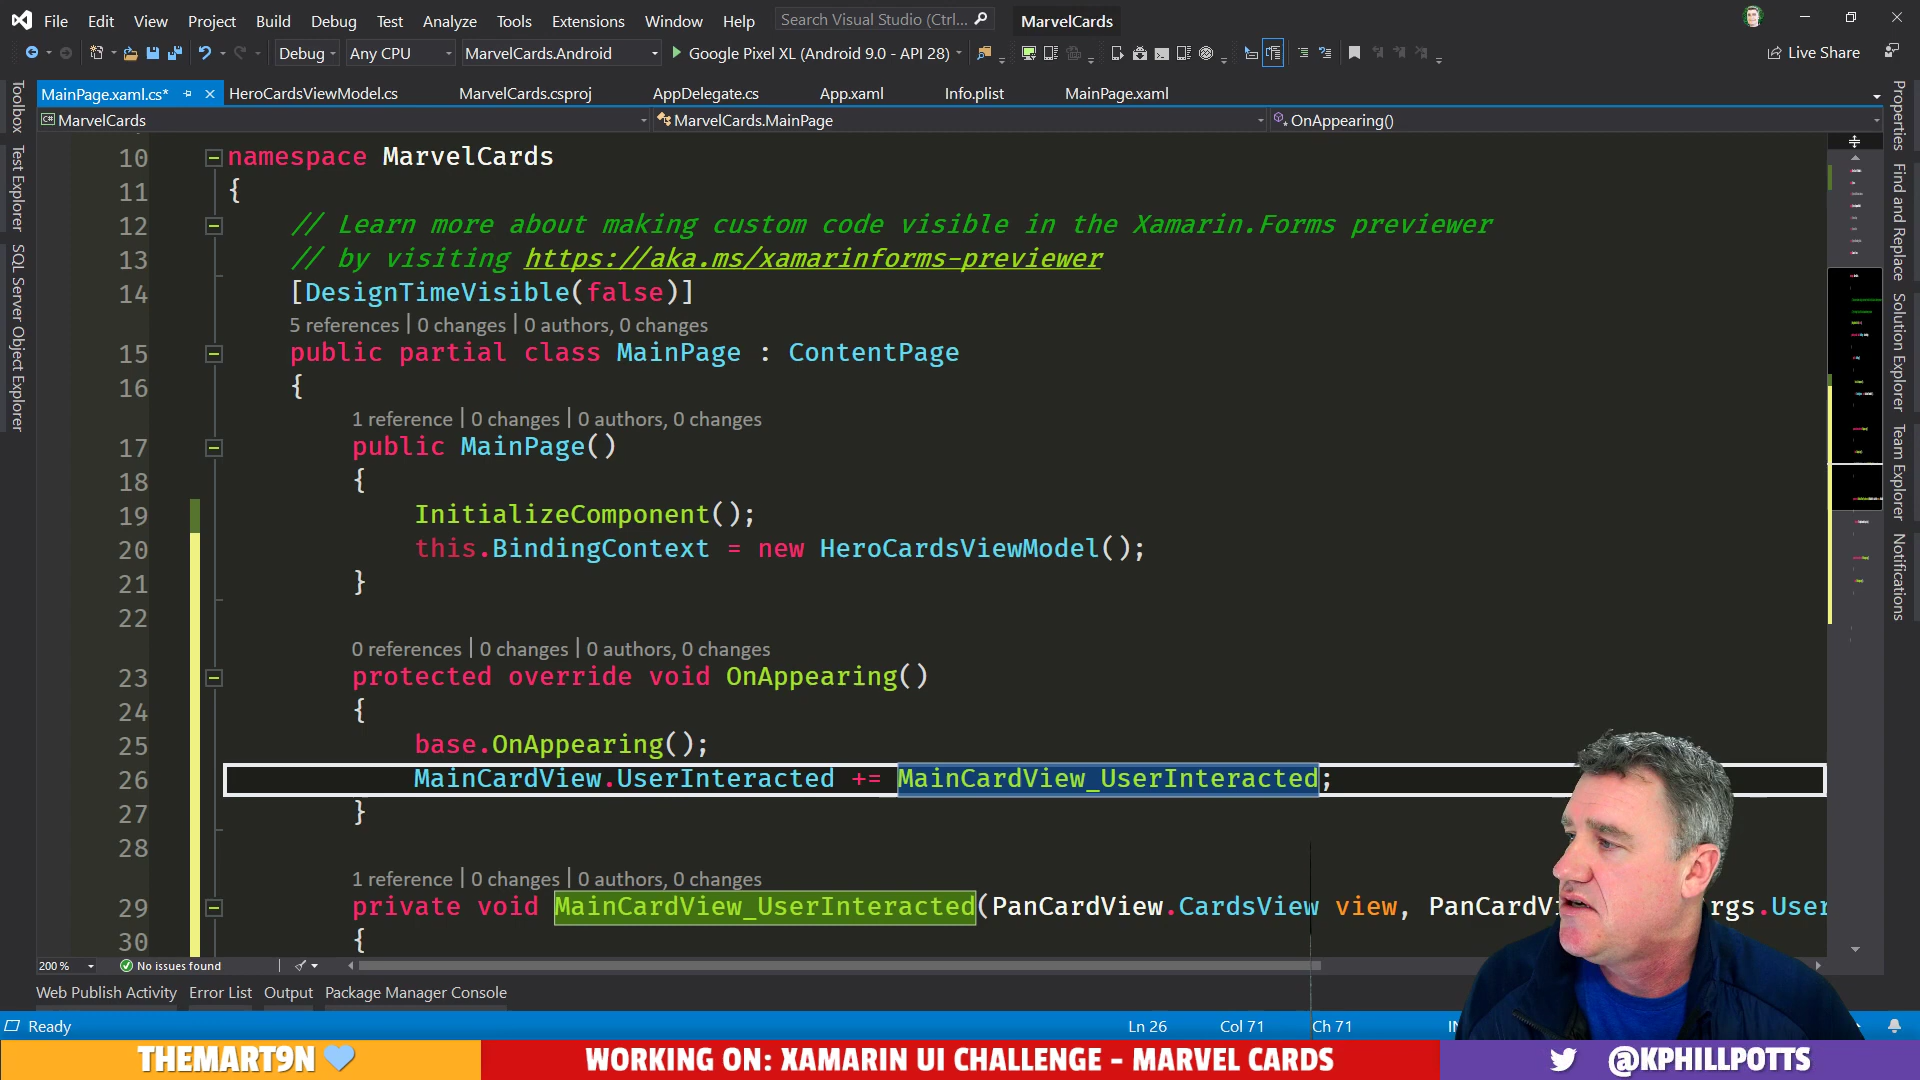 File Edit View Project Build Debug Test Analyze Tools Extensions Window Help Search Visual Studio (Ctrl... MarvelCards
Debug Any CPU MarvelCards.Android Google Pixel XL (Android 9.0 - API 28) Live Share
MainPage.xaml.cs* HeroCardsViewModel.cs MarvelCards.csproj AppDelegate.cs App.xaml Info.plist MainPage.xaml
MarvelCards MarvelCards.MainPage OnAppearing()
Toolbox
Test Explorer
SQL Server Object Explorer
10 namespace MarvelCards
11 {
12 // Learn more about making custom code visible in the Xamarin.Forms previewer
13 // by visiting https://aka.ms/xamarinforms-previewer
14 [DesignTimeVisible(false)]
5 references | 0 changes | 0 authors, 0 changes
15 public partial class MainPage : ContentPage
16 {
1 reference | 0 changes | 0 authors, 0 changes
17 public MainPage()
18 {
19 InitializeComponent();
20 this.BindingContext = new HeroCardsViewModel();
21 }
22
0 references | 0 changes | 0 authors, 0 changes
23 protected override void OnAppearing()
24 {
25 base.OnAppearing();
26 MainCardView.UserInteracted += MainCardView_UserInteracted;
27 }
28
1 reference | 0 changes | 0 authors, 0 changes
29 private void MainCardView_UserInteracted(PanCardView.CardsView view, PanCardVi rgs.User
30 {
Properties
Find and Replace
Solution Explorer
Team Explorer
Notifications
200 % No issues found
Web Publish Activity Error List Output Package Manager Console
Ready Ln 26 Col 71 Ch 71 IN
THEMART9N
WORKING ON: XAMARIN UI CHALLENGE - MARVEL CARDS
@KPHILLPOTTS